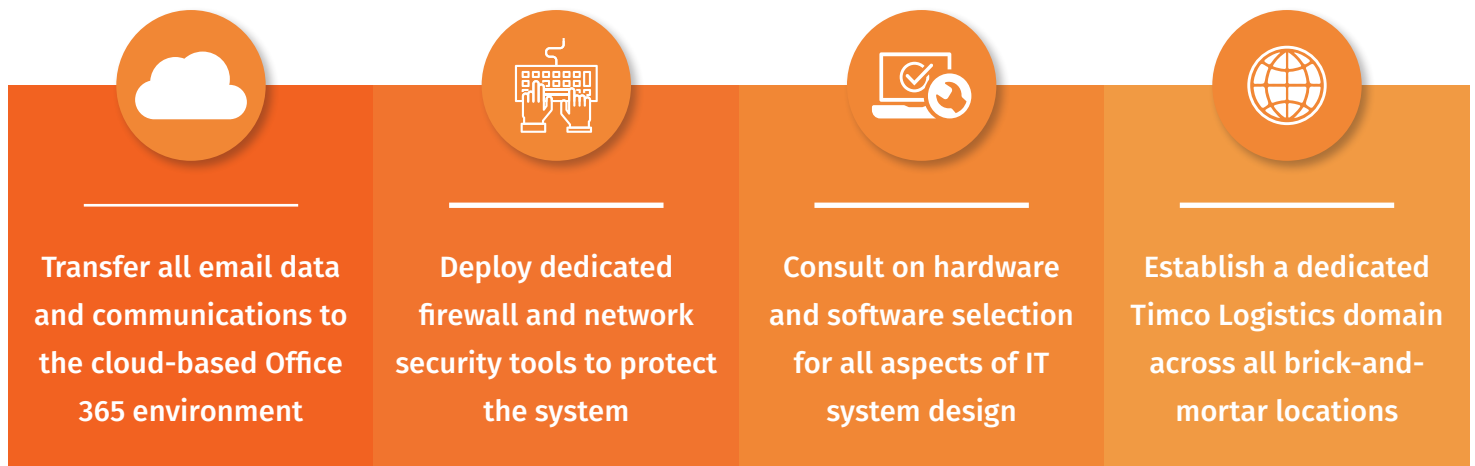 Transfer all email data
and communications to
the cloud-based Office
365 environment
Deploy dedicated
firewall and network
security tools to protect
the system
Consult on hardware
and software selection
for all aspects of IT
system design
Establish a dedicated
Timco Logistics domain
across all brick-and-
mortar locations